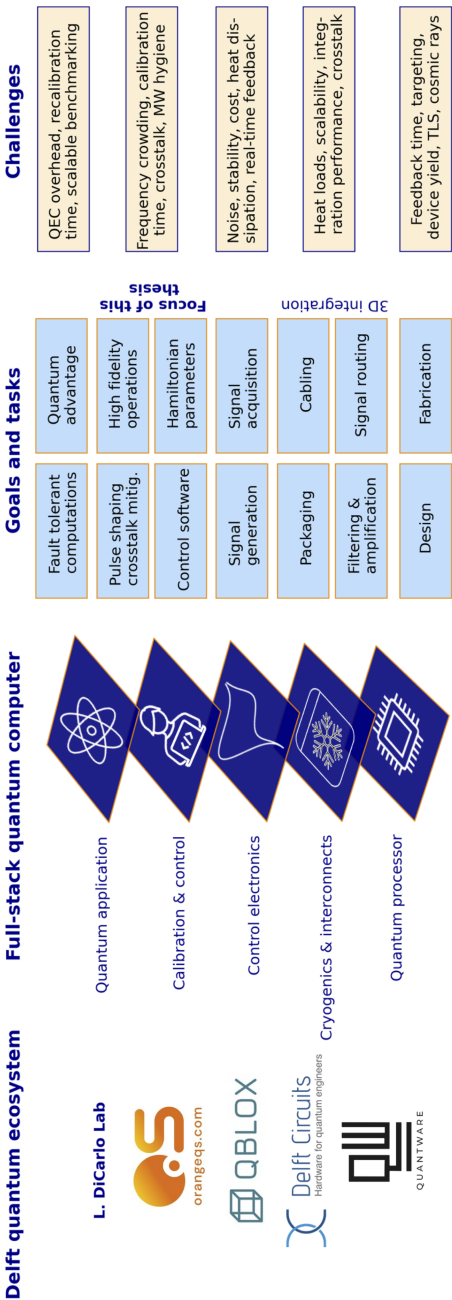 Delft quantum ecosystem
Full-stack quantum computer
Goals and tasks
Challenges
L. DiCarlo Lab
Quantum application
Fault tolerant
computations
Quantum
advantage
QEC overhead, recalibration
time, scalable benchmarking
orangeqs.com
Calibration & control
Pulse shaping
crosstalk mitig.
High fidelity
operations
Control software
Hamiltonian
parameters
Focus of this
thesis
Frequency crowding, calibration
time, crosstalk, MW hygiene
QBLOX
Control electronics
Signal
generation
Signal
acquisition
Noise, stability, cost, heat dis-
sipation, real-time feedback
Delft Circuits
Hardware for quantum engineers
Cryogenics & interconnects
Packaging
Cabling
Filtering &
amplification
Signal routing
3D integration
Heat loads, scalability, integ-
ration performance, crosstalk
QUANTWARE
Quantum processor
Design
Fabrication
Feedback time, targeting,
device yield, TLS, cosmic rays